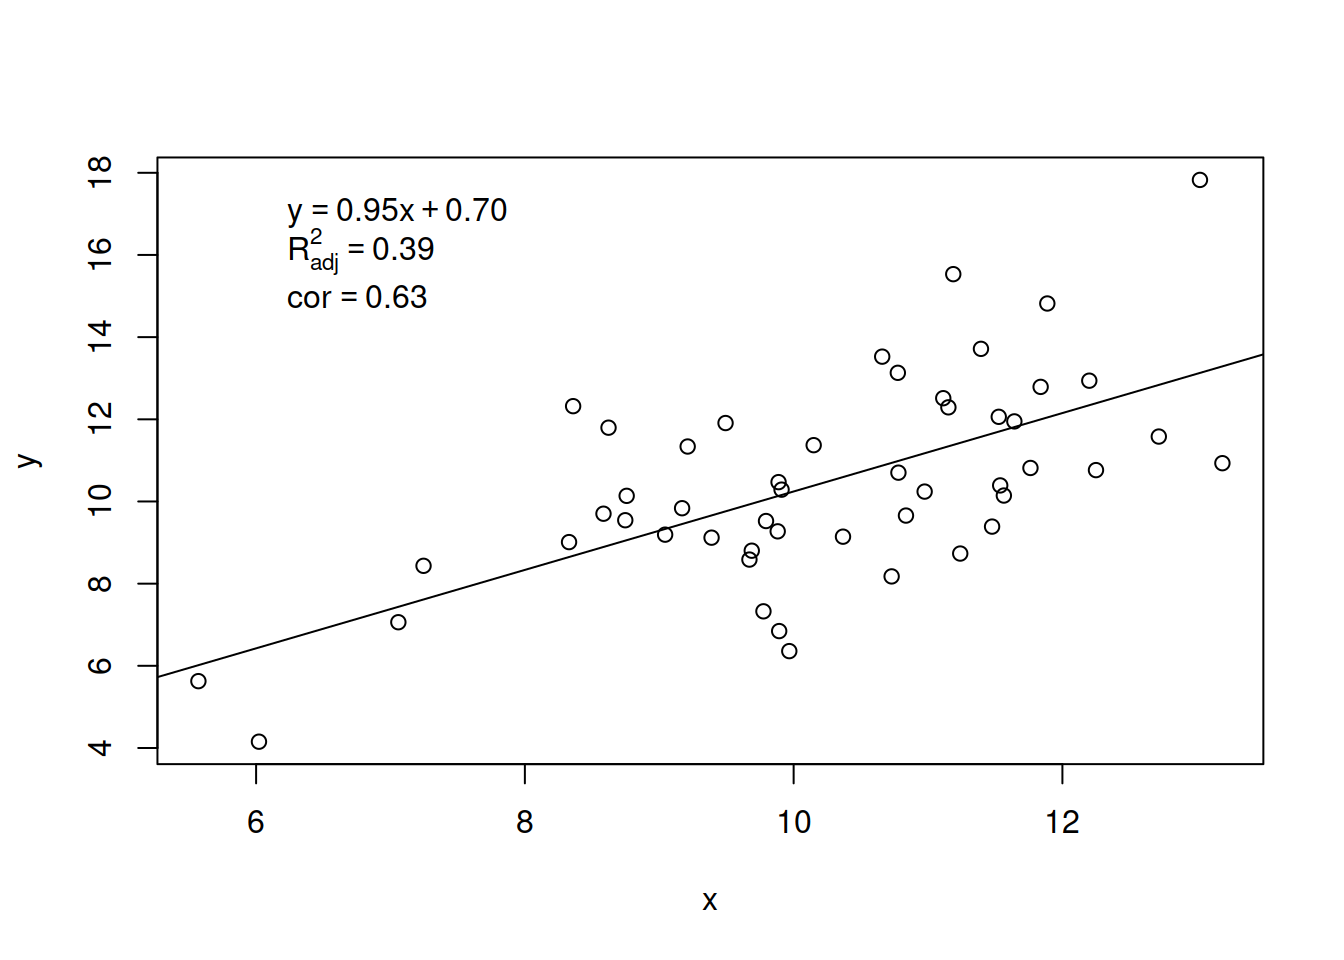 y = 0.95x + 0.70
R²adj = 0.39
cor = 0.63
18
16
14
12
10
8
6
4
y
6 8 10 12
x